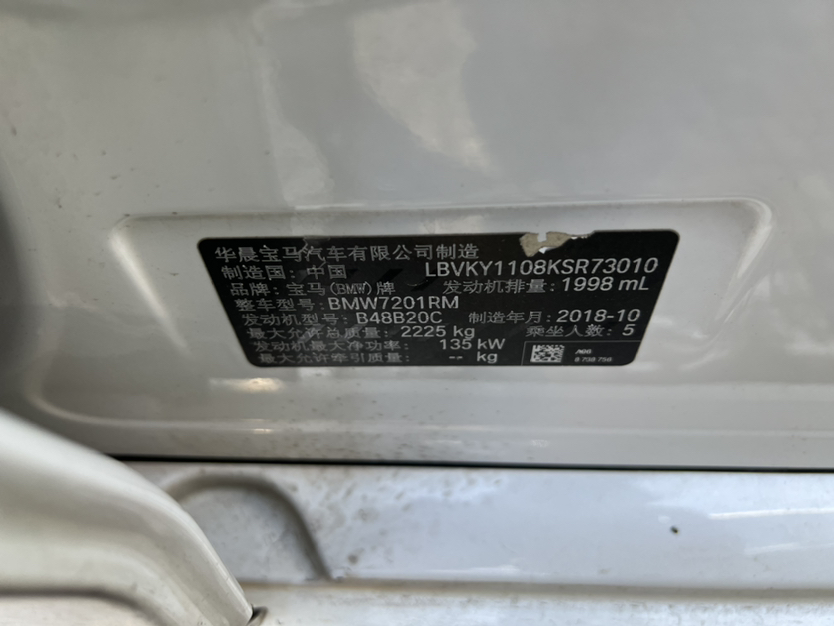 华晨宝马汽车有限公司制造
制造国：中国 LBVKY1108KSR73010
品牌：宝马(BMW)牌 发动机排量：1998 mL
整车型号：BMW7201RM
发动机型号：B48B20C 制造年月：2018-10
最大允许总质量：2225 kg 乘坐人数：5
发动机最大净功率：135 kW
最大允许牵引质量：-- kg
8 798 798